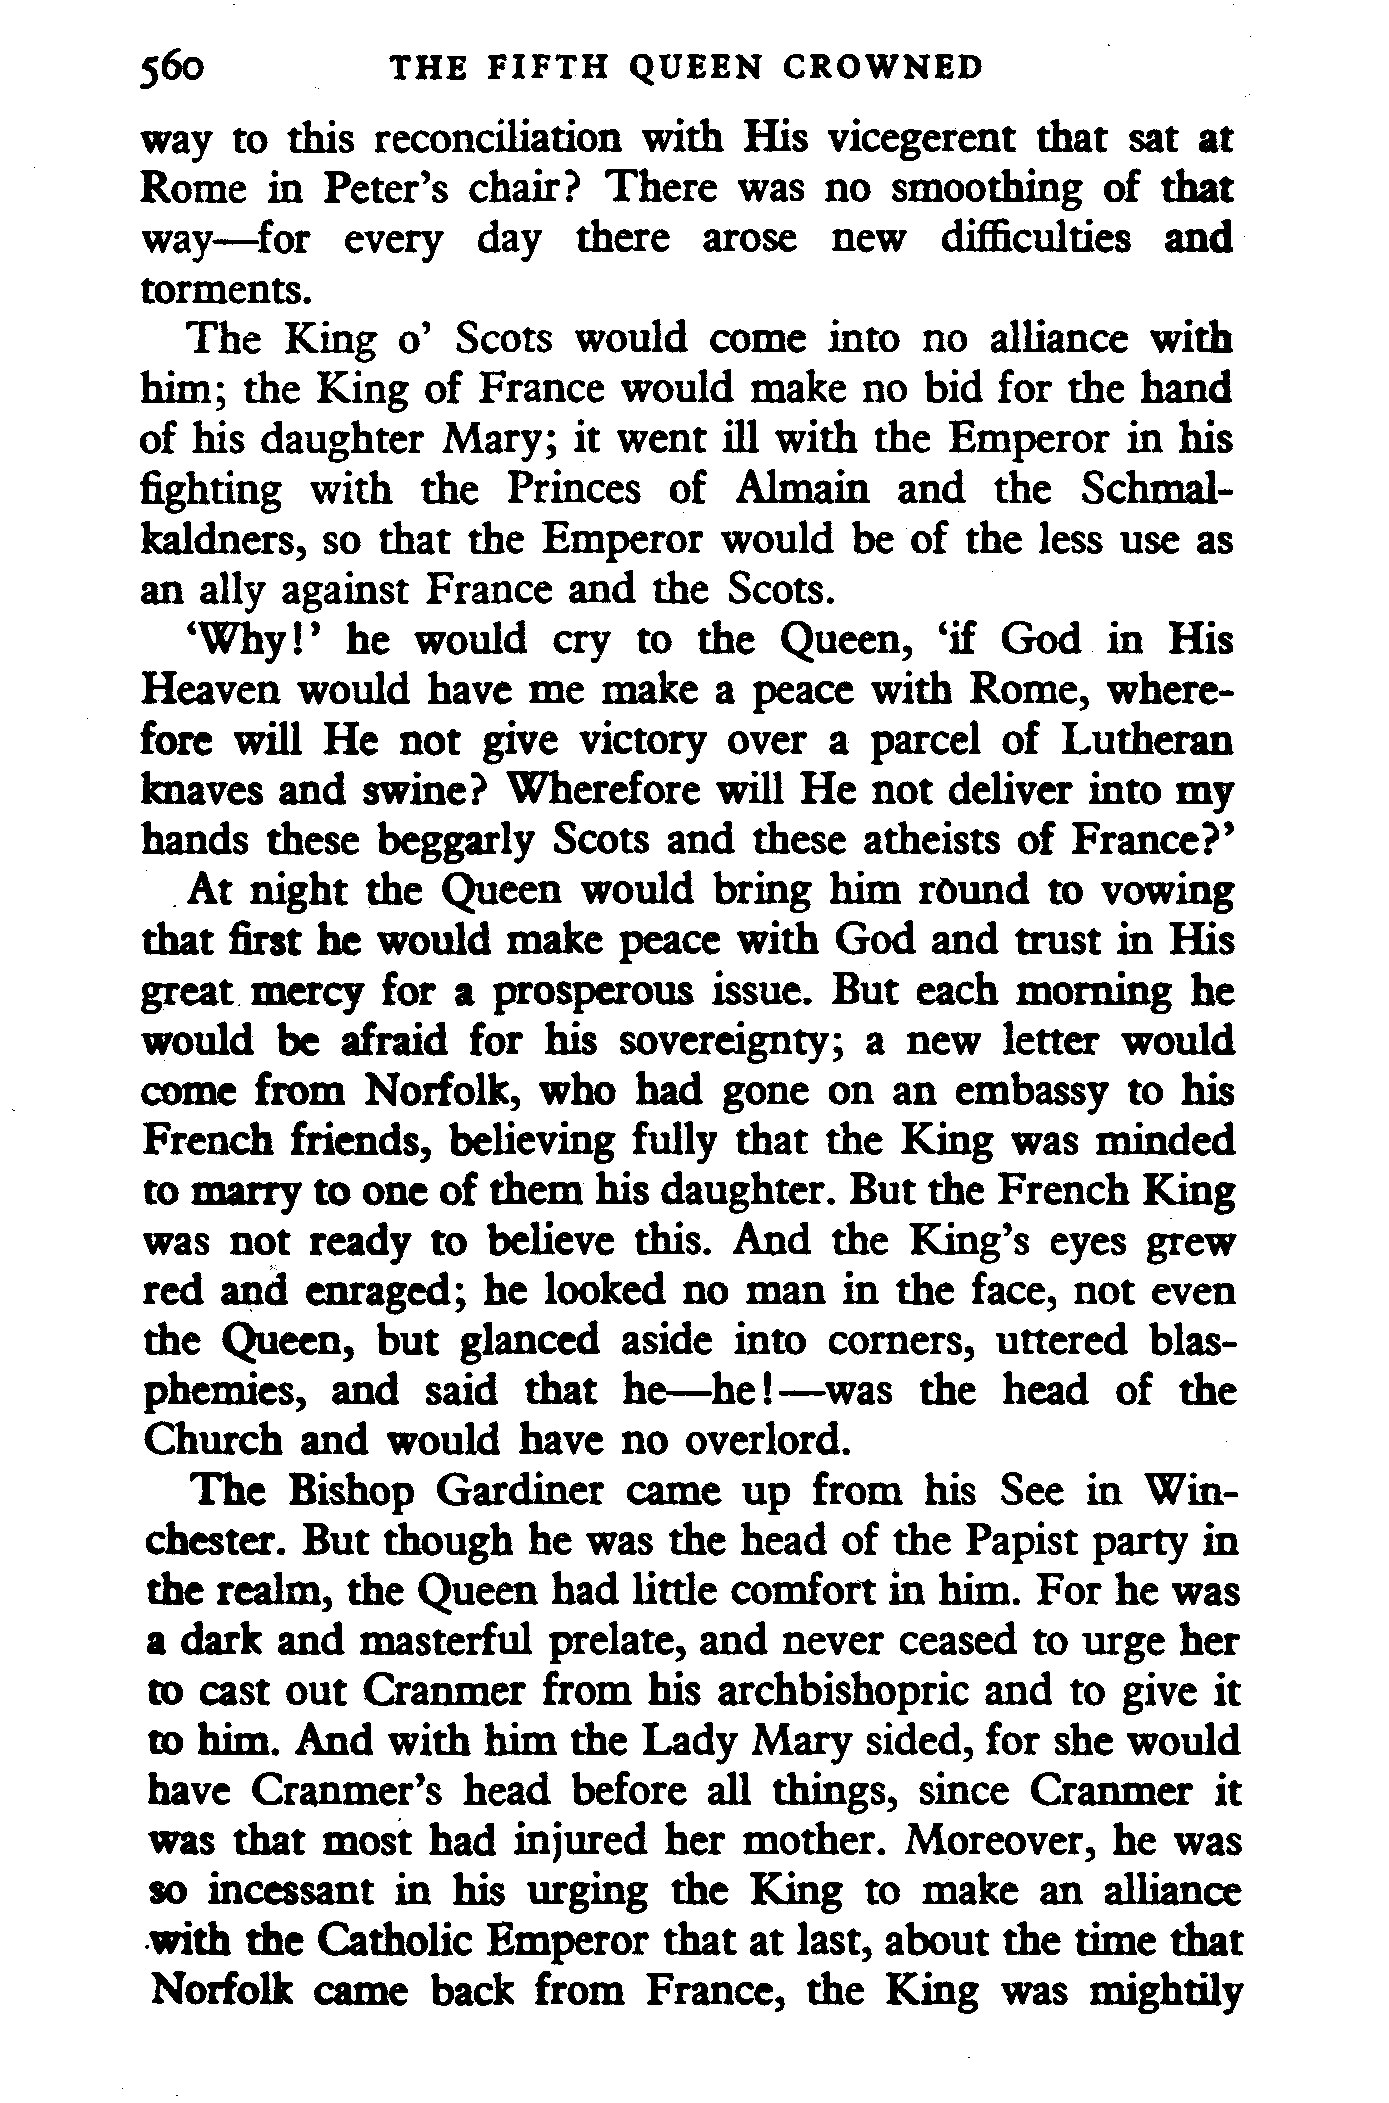 560 THE FIFTH QUEEN CROWNED
way to this reconciliation with His vicegerent that sat at
Rome in Peter's chair? There was no smoothing of that
way—for every day there arose new difficulties and
torments.
The King o' Scots would come into no alliance with
him; the King of France would make no bid for the hand
of his daughter Mary; it went ill with the Emperor in his
fighting with the Princes of Almain and the Schmal-
kaldners, so that the Emperor would be of the less use as
an ally against France and the Scots.
‘Why!’ he would cry to the Queen, ‘if God in His
Heaven would have me make a peace with Rome, where-
fore will He not give victory over a parcel of Lutheran
knaves and swine? Wherefore will He not deliver into my
hands these beggarly Scots and these atheists of France?’
At night the Queen would bring him round to vowing
that first he would make peace with God and trust in His
great mercy for a prosperous issue. But each morning he
would be afraid for his sovereignty; a new letter would
come from Norfolk, who had gone on an embassy to his
French friends, believing fully that the King was minded
to marry to one of them his daughter. But the French King
was not ready to believe this. And the King's eyes grew
red and enraged; he looked no man in the face, not even
the Queen, but glanced aside into corners, uttered blas-
phemies, and said that he—he!—was the head of the
Church and would have no overlord.
The Bishop Gardiner came up from his See in Win-
chester. But though he was the head of the Papist party in
the realm, the Queen had little comfort in him. For he was
a dark and masterful prelate, and never ceased to urge her
to cast out Cranmer from his archbishopric and to give it
to him. And with him the Lady Mary sided, for she would
have Cranmer's head before all things, since Cranmer it
was that most had injured her mother. Moreover, he was
so incessant in his urging the King to make an alliance
with the Catholic Emperor that at last, about the time that
Norfolk came back from France, the King was mightily